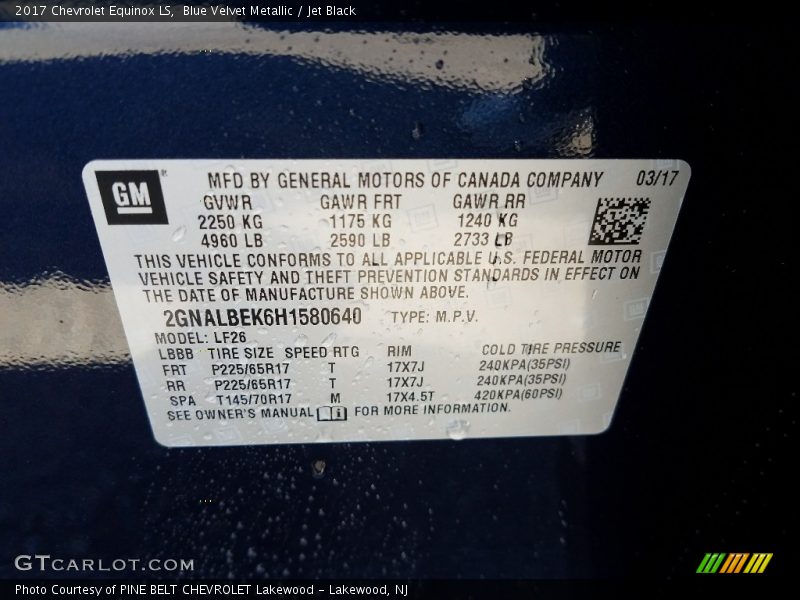 2017 Chevrolet Equinox LS,  Blue Velvet Metallic / Jet Black
GM
MFD BY GENERAL MOTORS OF CANADA COMPANY 03/17
GVWR GAWR FRT GAWR RR
2250 KG 1175 KG 1240 KG
4960 LB 2590 LB 2733 LB
THIS VEHICLE CONFORMS TO ALL APPLICABLE U.S. FEDERAL MOTOR
VEHICLE SAFETY AND THEFT PREVENTION STANDARDS IN EFFECT ON
THE DATE OF MANUFACTURE SHOWN ABOVE.
2GNALBEK6H1580640 TYPE: M.P.V.
MODEL: LF26
LBBB TIRE SIZE SPEED RTG RIM COLD TIRE PRESSURE
FRT P225/65R17 T 17X7J 240KPA(35PSI)
RR P225/65R17 T 17X7J 240KPA(35PSI)
SPA T145/70R17 M 17X4.5T 420KPA(60PSI)
SEE OWNER'S MANUAL FOR MORE INFORMATION.
GTCARLOT.COM
Photo Courtesy of PINE BELT CHEVROLET Lakewood - Lakewood, NJ